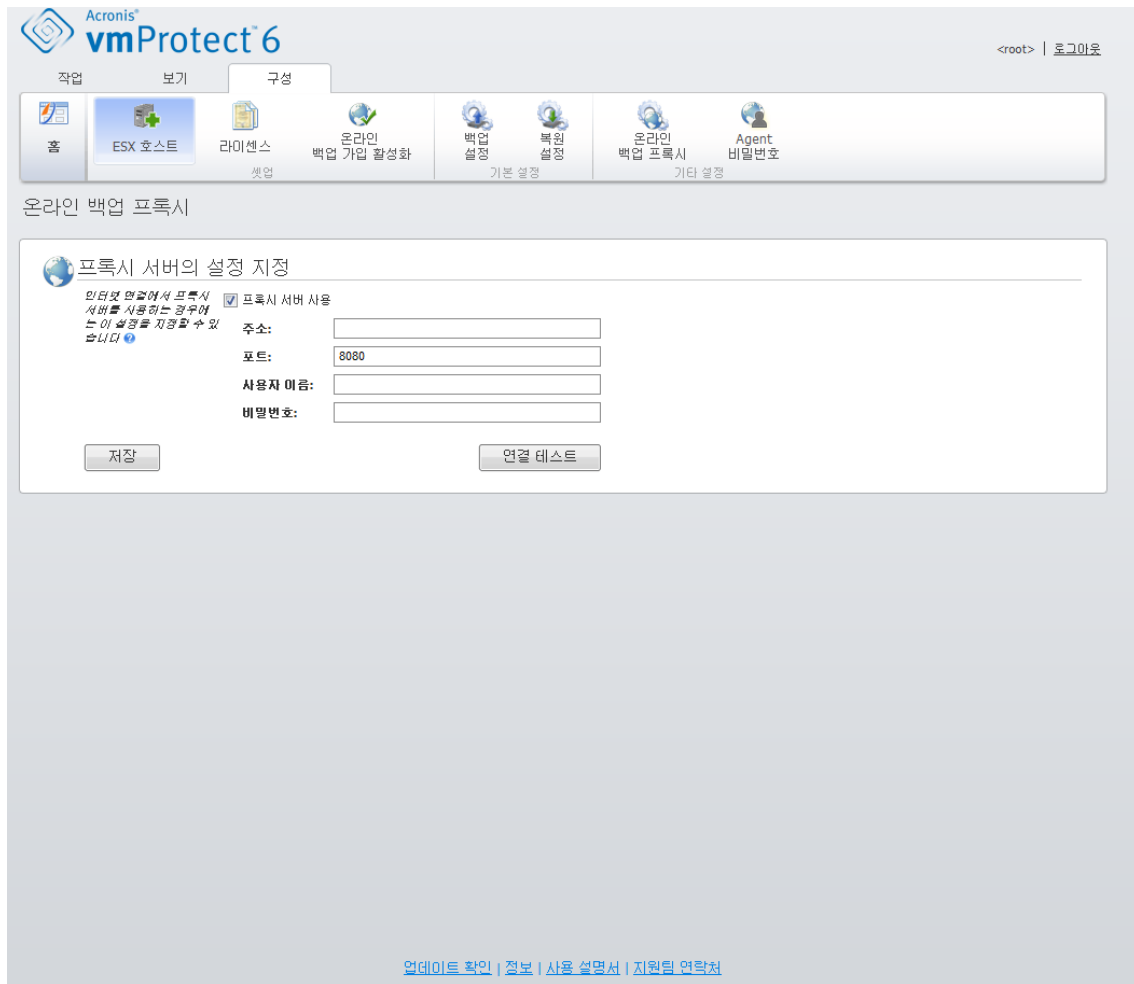 Acronis®
vmProtect™ 6
<root> | 로그아웃
작업 보기 구성
홈
ESX 호스트
라이센스
온라인
백업 가입 활성화
셋업
백업
설정
복원
설정
기본 설정
온라인
백업 프록시
Agent
비밀번호
기타 설정
온라인 백업 프록시
프록시 서버의 설정 지정
인터넷 연결에서 프록시
서버를 사용하는 경우에
는 이 설정을 지정할 수 있
습니다
프록시 서버 사용
주소:
포트: 8080
사용자 이름:
비밀번호:
저장
연결 테스트
업데이트 확인 | 정보 | 사용 설명서 | 지원팀 연락처